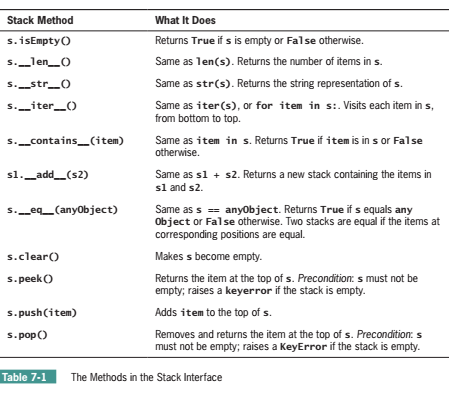 Stack Method What It Does
s.isEmpty() Returns True if s is empty or False otherwise.
s.__len__() Same as len(s). Returns the number of items in s.
s.__str__() Same as str(s). Returns the string representation of s.
s.__iter__() Same as iter(s), or for item in s:. Visits each item in s,
from bottom to top.
s.__contains__(item) Same as item in s. Returns True if item is in s or False
otherwise.
s1.__add__(s2) Same as s1 + s2. Returns a new stack containing the items in
s1 and s2.
s.__eq__(anyObject) Same as s == anyObject. Returns True if s equals any
Object or False otherwise. Two stacks are equal if the items at
corresponding positions are equal.
s.clear() Makes s become empty.
s.peek() Returns the item at the top of s. Precondition: s must not be
empty; raises a keyerror if the stack is empty.
s.push(item) Adds item to the top of s.
s.pop() Removes and returns the item at the top of s. Precondition: s
must not be empty; raises a KeyError if the stack is empty.
Table 7-1 The Methods in the Stack Interface